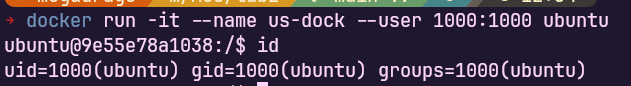 → docker run -it --name us-dock --user 1000:1000 ubuntu
ubuntu@9e55e78a1038:/$ id
uid=1000(ubuntu) gid=1000(ubuntu) groups=1000(ubuntu)